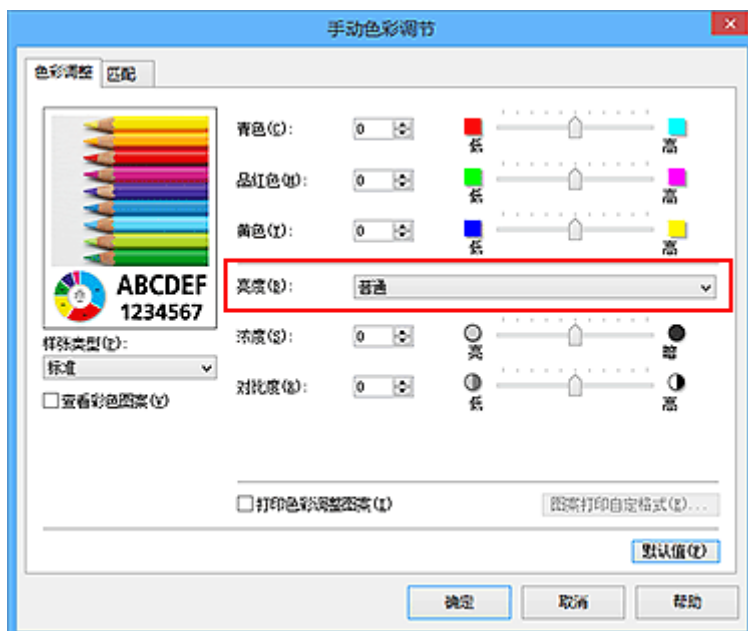 手动色彩调节
色彩调整 匹配
青色(C): 0 低 高
品红色(M): 0 低 高
黄色(Y): 0 低 高
ABCDEF
1234567
亮度(B): 普通
样张类型(P):
标准
浓度(S): 0 亮 暗
查看彩色图案(V)
对比度(R): 0 低 高
打印色彩调整图案(I) 图案打印自定格式(E)...
默认值(F)
确定 取消 帮助